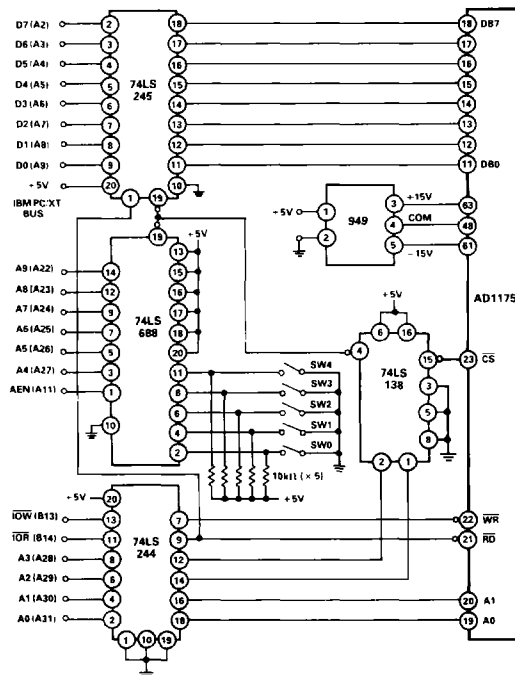 D7(A2) 2 18 18 DB7
D6(A3) 3 17 17
D5(A4) 4 74LS 16 16
D4(A5) 5 245 15 15
D3(A6) 6 14 14
D2(A7) 7 13 13
D1(A8) 8 12 12
D0(A9) 9 11 11 DB0
+5V 20 1 19 10
IBM PC/XT
BUS
+5V 1 949 3 +15V 63
2 4 COM 48
5 -15V 61
19
+5V
13
A9(A22) 14 15
A8(A23) 12 16
A7(A24) 9 74LS 17
A6(A25) 7 688 18
A5(A26) 5 20
A4(A27) 3 11 SW4
AEN(A11) 1 8 SW3
6 SW2
10 4 SW1
2 SW0
10kΩ (×5)
+5V
+5V
AD1175
4 6 16
74LS 15 23 CS
138 3
5
8
2 1
+5V 20
IOW(B13) 13 7 22 WR
IOR(B14) 11 74LS 9 21 RD
A3(A28) 8 244 12
A2(A29) 6 14
A1(A30) 4 16 20 A1
A0(A31) 2 18 19 A0
1 10 19